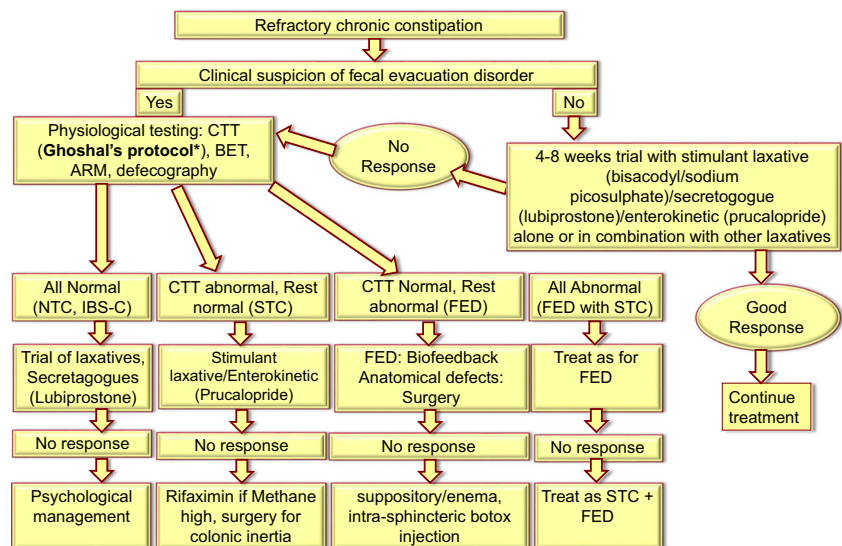 Refractory chronic constipation
Clinical suspicion of fecal evacuation disorder
Yes
No
Physiological testing: CTT
(Ghoshal's protocol*), BET,
ARM, defecography
No
Response
4-8 weeks trial with stimulant laxative
(bisacodyl/sodium
picosulphate)/secretogogue
(lubiprostone)/enterokinetic (prucalopride)
alone or in combination with other laxatives
All Normal
(NTC, IBS-C)
CTT abnormal, Rest
normal (STC)
CTT Normal, Rest
abnormal (FED)
All Abnormal
(FED with STC)
Good
Response
Trial of laxatives,
Secretagogues
(Lubiprostone)
Stimulant
laxative/Enterokinetic
(Prucalopride)
FED: Biofeedback
Anatomical defects:
Surgery
Treat as for
FED
Continue
treatment
No response
No response
No response
No response
Psychological
management
Rifaximin if Methane
high, surgery for
colonic inertia
suppository/enema,
intra-sphincteric botox
injection
Treat as STC +
FED